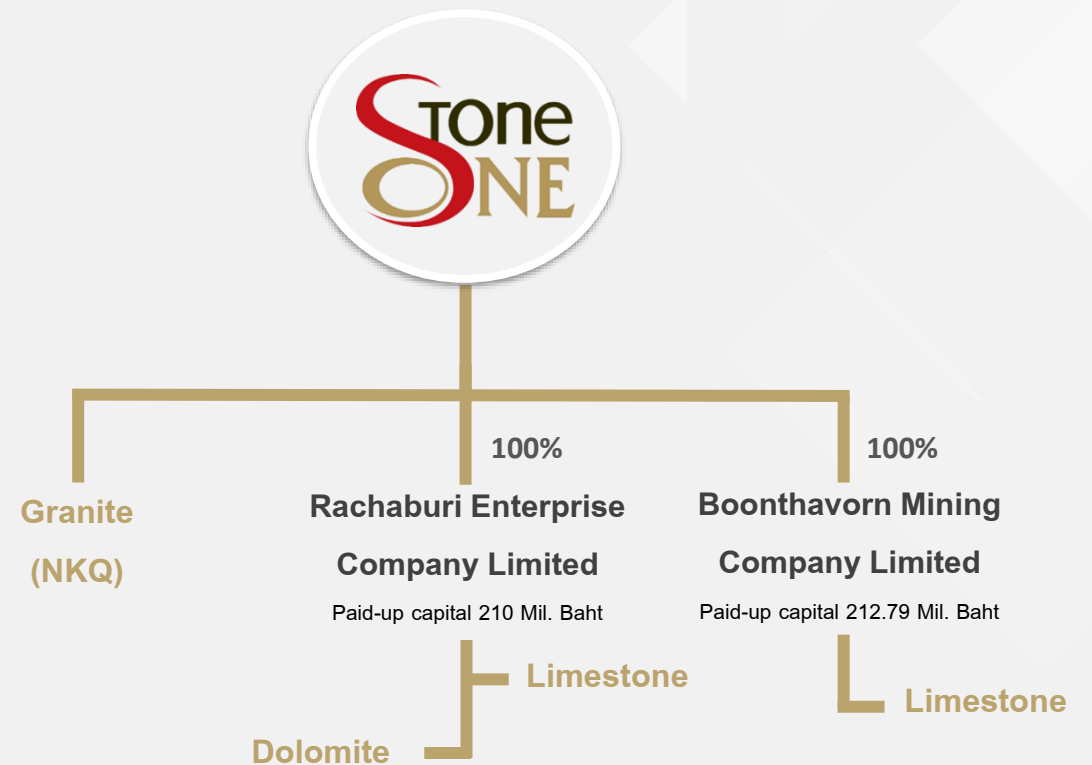 STone
ONE
100%
100%
Granite
(NKQ)
Rachaburi Enterprise
Company Limited
Paid-up capital 210 Mil. Baht
Boonthavorn Mining
Company Limited
Paid-up capital 212.79 Mil. Baht
Limestone
Dolomite
Limestone